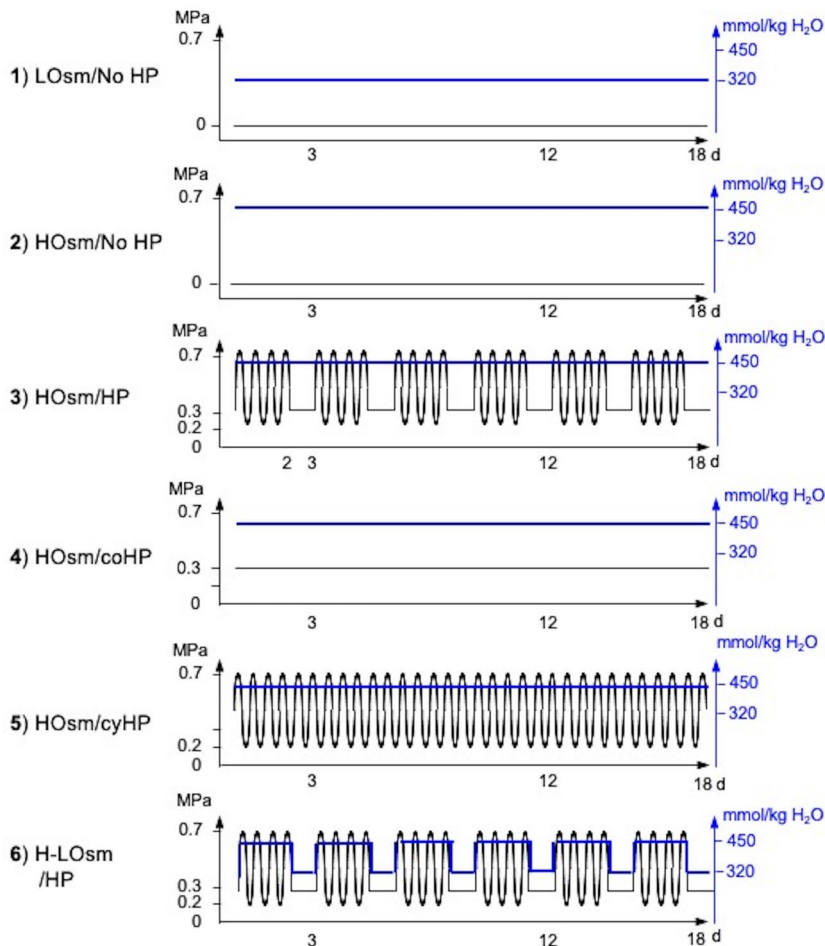 MPa
mmol/kg H₂O
0.7
450
1) LOsm/No HP
320
0
3 12 18 d
MPa
mmol/kg H₂O
0.7
450
2) HOsm/No HP
320
0
3 12 18 d
MPa
mmol/kg H₂O
0.7
450
3) HOsm/HP
320
0.3
0.2
0
2 3 12 18 d
MPa
mmol/kg H₂O
0.7
450
4) HOsm/coHP
320
0.3
0
3 12 18 d
MPa
mmol/kg H₂O
0.7
450
5) HOsm/cyHP
320
0.2
0
3 12 18 d
MPa
mmol/kg H₂O
0.7
450
6) H-LOsm
/HP
320
0.3
0.2
0
3 12 18 d